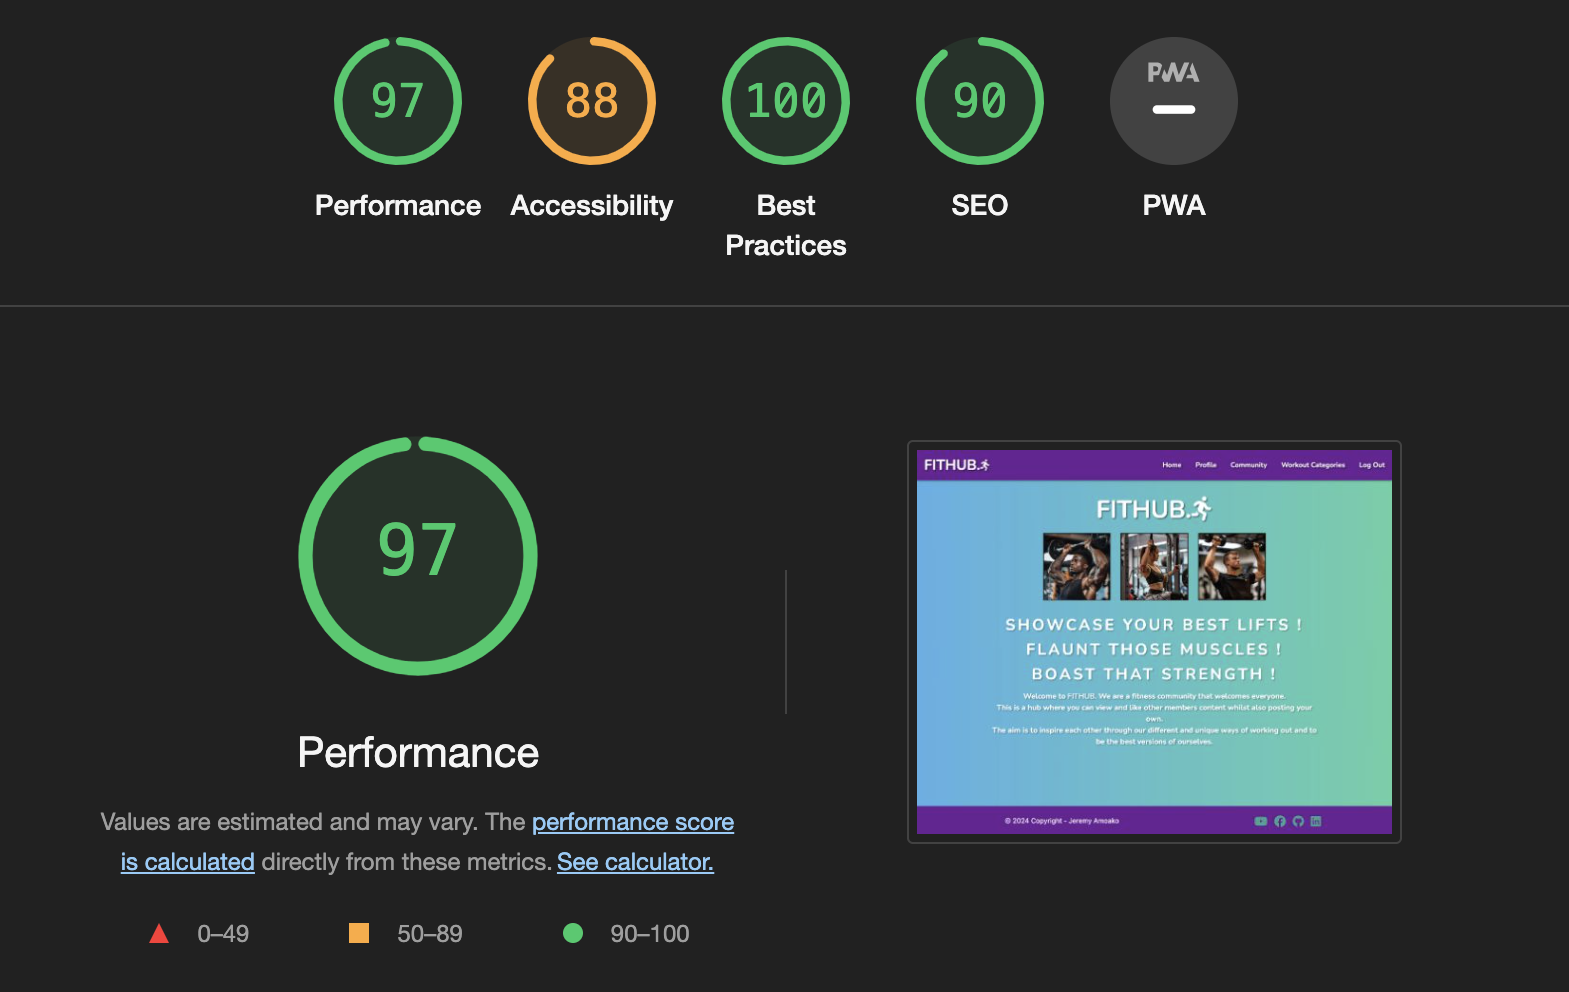 97
88
100
90
PWA
Performance
Accessibility
Best
Practices
SEO
PWA
97
Performance
Values are estimated and may vary. The performance score
is calculated directly from these metrics. See calculator.
0–49
50–89
90–100
FITHUB.
Home Profile Community Workout Categories Log Out
FITHUB.
SHOWCASE YOUR BEST LIFTS !
FLAUNT THOSE MUSCLES !
BOAST THAT STRENGTH !
Welcome to FITHUB. We are a fitness community that welcomes everyone.
This is a hub where you can view and like other members content whilst also posting your
own.
The aim is to inspire each other through our different and unique ways of working out and to
be the best versions of ourselves.
© 2024 Copyright - Jeremy Amoako